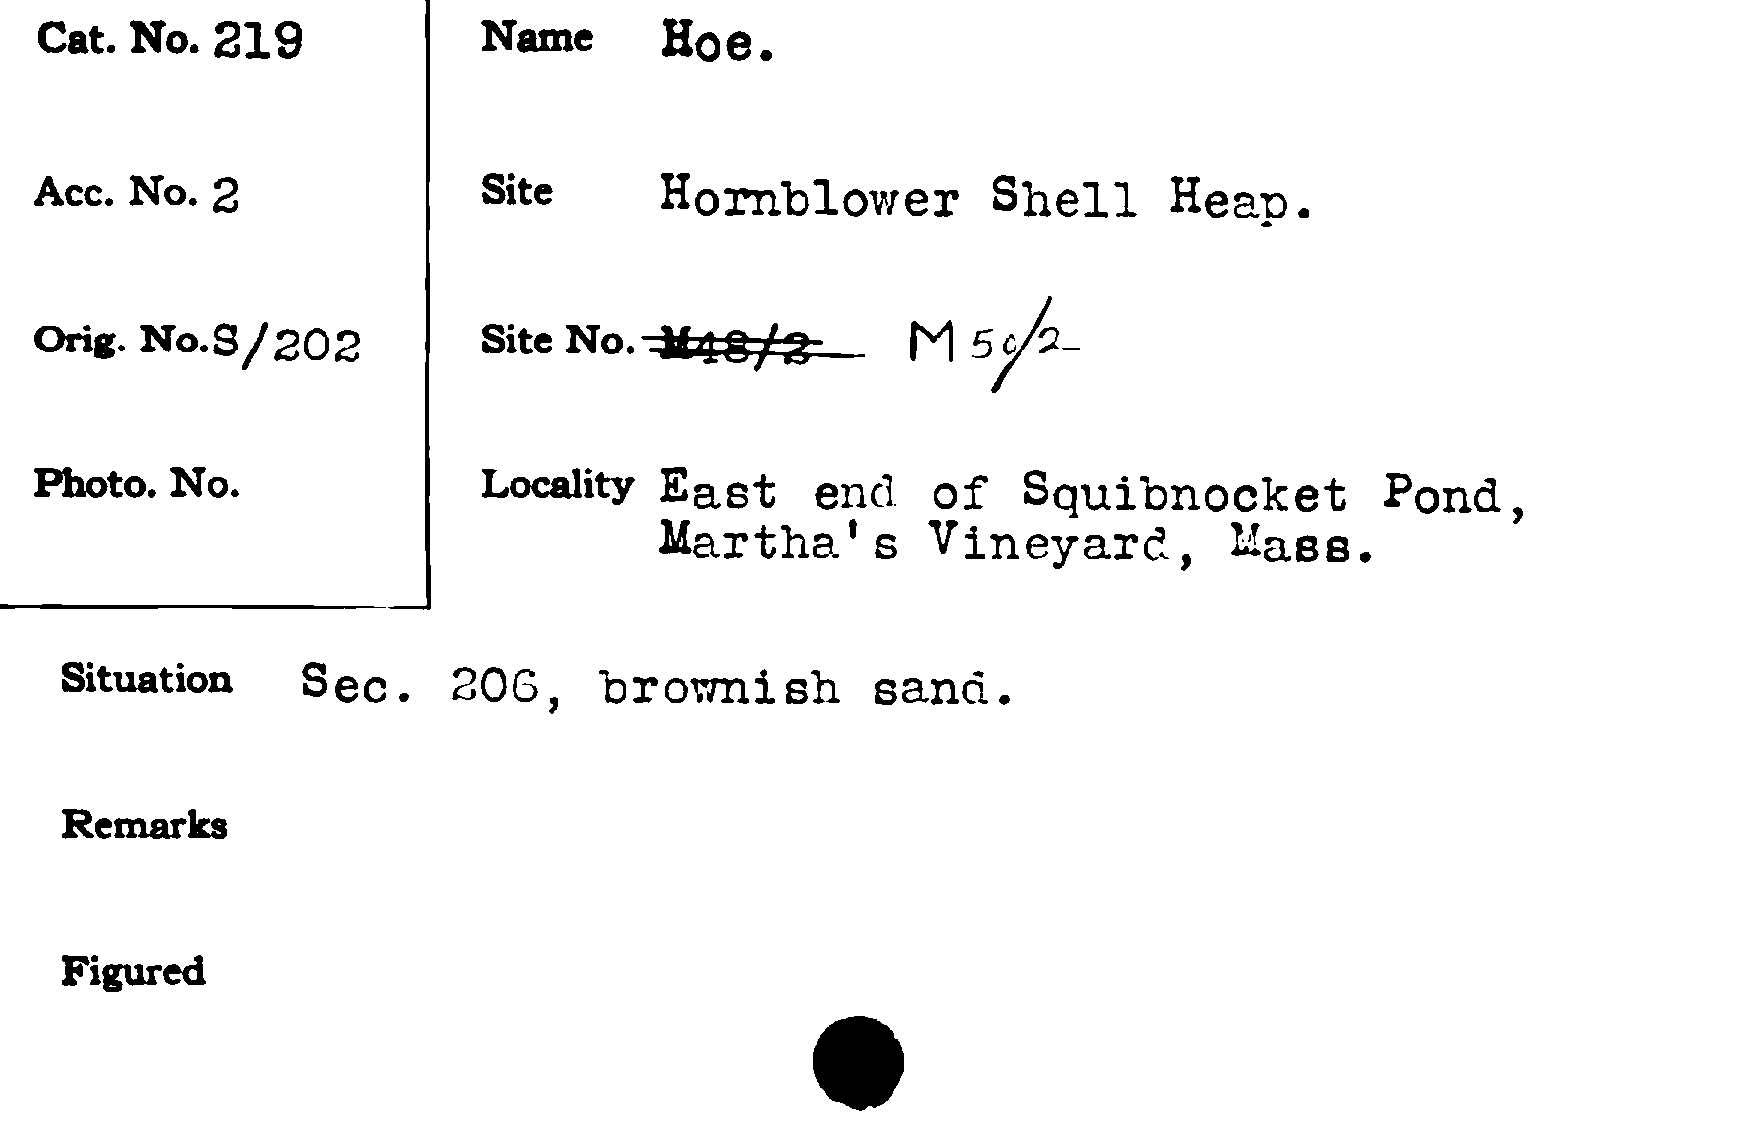 Cat. No. 219
Name Hoe.
Acc. No. 2
Site Hornblower Shell Heap.
Orig. No. S/202
Site No. M48/2 M 50/2
Photo. No.
Locality East end of Squibnocket Pond,
Martha's Vineyard, Mass.
Situation Sec. 206, brownish sand.
Remarks
Figured